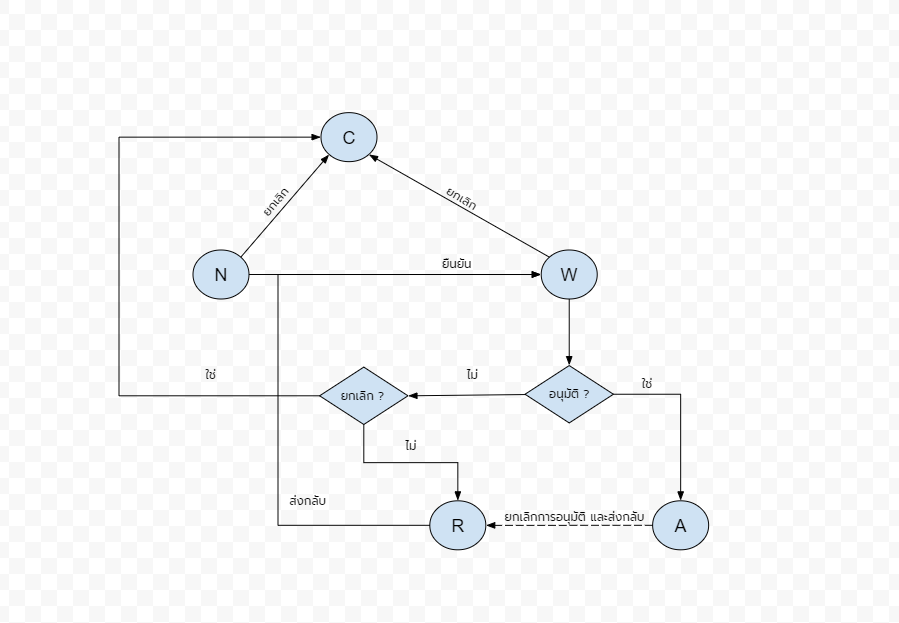 C
ยกเลิก
ยกเลิก
N
ยืนยัน
W
ใช่
ไม่
ใช่
ยกเลิก ?
อนุมัติ ?
ไม่
ส่งกลับ
R
ยกเลิกการอนุมัติ และส่งกลับ
A